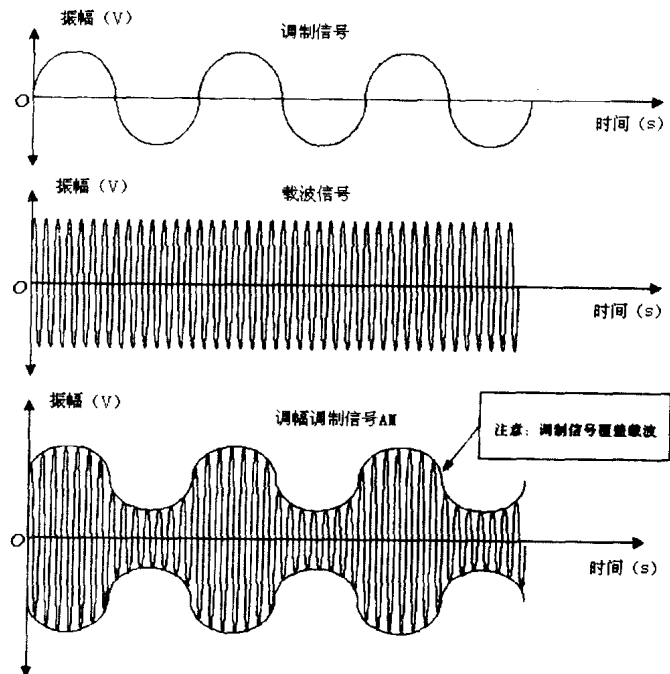 振幅（V）
调制信号
O
时间（s）
振幅（V）
载波信号
O
时间（s）
振幅（V）
调幅调制信号AM
注意：调制信号覆盖载波
O
时间（s）